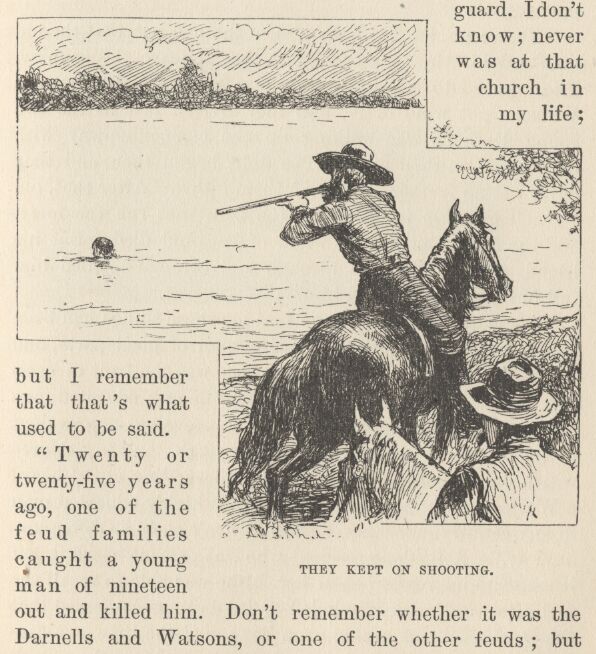 guard. I don't
know; never
was at that
church in
my life;
but I remember
that that's what
used to be said.
"Twenty or
twenty-five years
ago, one of the
feud families
caught a young
man of nineteen
THEY KEPT ON SHOOTING.
out and killed him. Don't remember whether it was the
Darnells and Watsons, or one of the other feuds; but